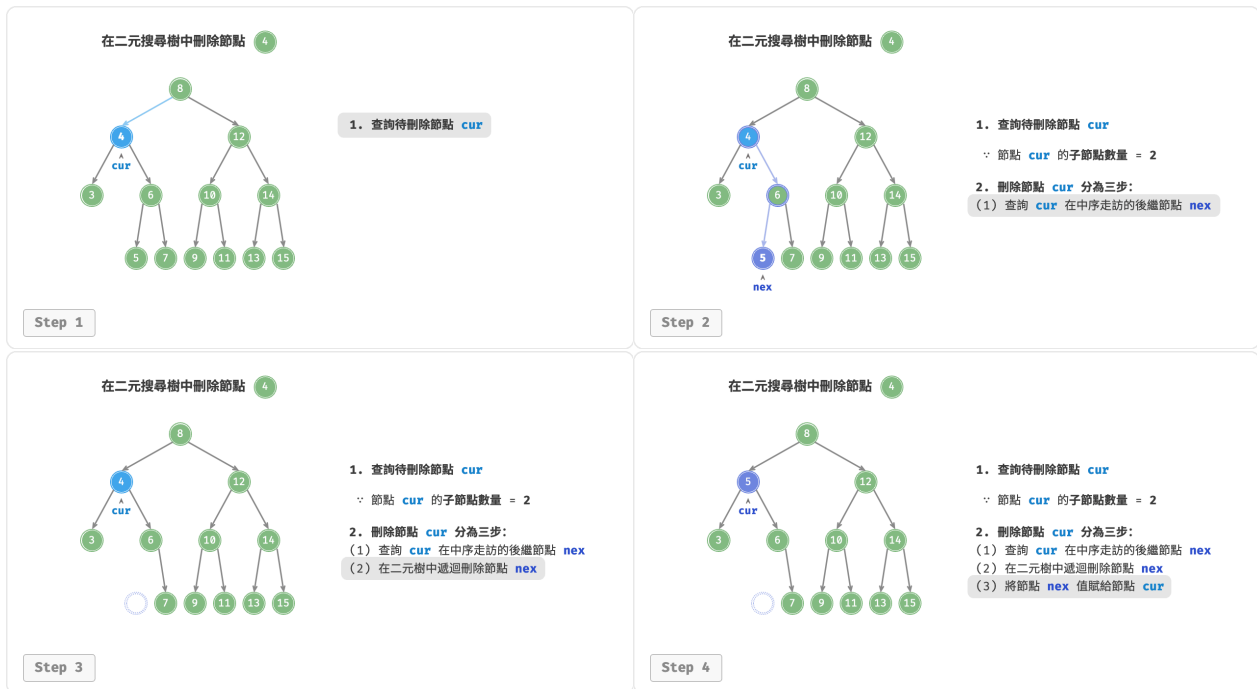 在二元搜尋樹中刪除節點 4
8
4
12
cur
3
6
10
14
5
7
9
11
13
15
1. 查詢待刪除節點 cur
Step 1
在二元搜尋樹中刪除節點 4
8
4
12
cur
3
6
10
14
5
7
9
11
13
15
nex
1. 查詢待刪除節點 cur
∵ 節點 cur 的子節點數量 = 2
2. 刪除節點 cur 分為三步:
(1) 查詢 cur 在中序走訪的後繼節點 nex
Step 2
在二元搜尋樹中刪除節點 4
8
4
12
cur
3
6
10
14
7
9
11
13
15
1. 查詢待刪除節點 cur
∵ 節點 cur 的子節點數量 = 2
2. 刪除節點 cur 分為三步:
(1) 查詢 cur 在中序走訪的後繼節點 nex
(2) 在二元樹中遞迴刪除節點 nex
Step 3
在二元搜尋樹中刪除節點 4
8
5
12
cur
3
6
10
14
7
9
11
13
15
1. 查詢待刪除節點 cur
∵ 節點 cur 的子節點數量 = 2
2. 刪除節點 cur 分為三步:
(1) 查詢 cur 在中序走訪的後繼節點 nex
(2) 在二元樹中遞迴刪除節點 nex
(3) 將節點 nex 值賦給節點 cur
Step 4